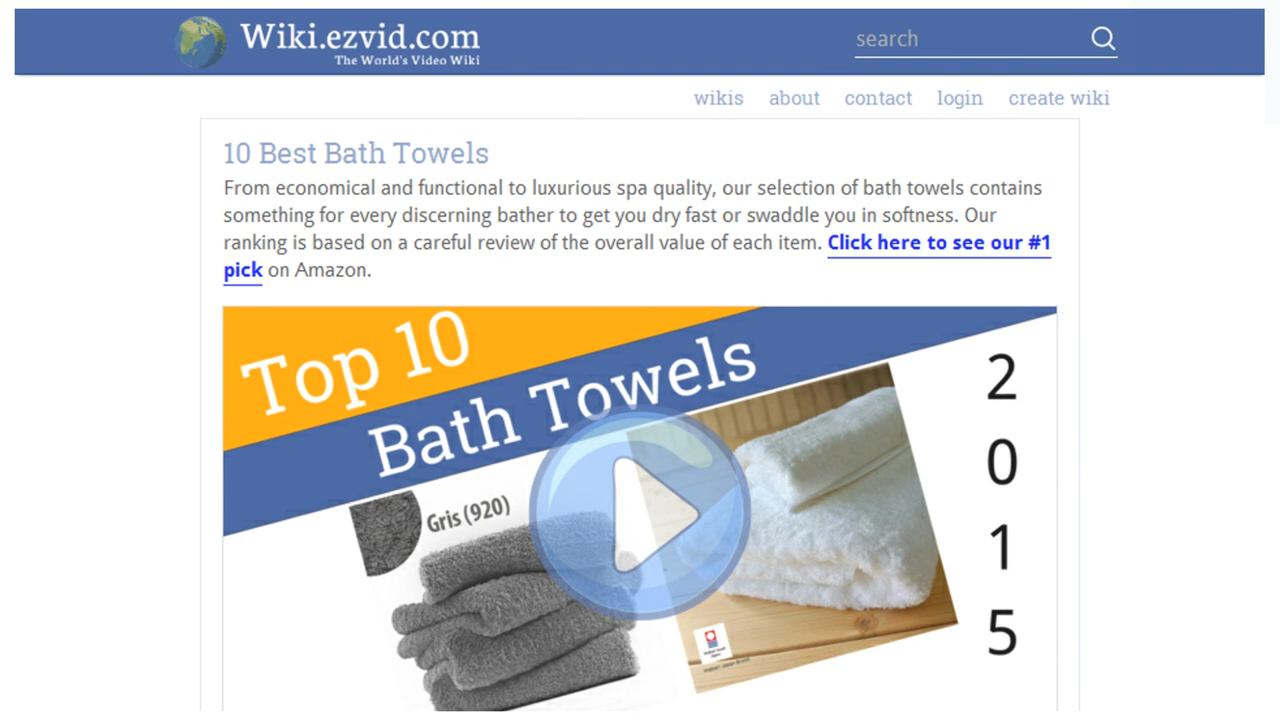 Wiki.ezvid.com
The World's Video Wiki
search
wikis about contact login create wiki
10 Best Bath Towels
From economical and functional to luxurious spa quality, our selection of bath towels contains
something for every discerning bather to get you dry fast or swaddle you in softness. Our
ranking is based on a careful review of the overall value of each item. Click here to see our #1
pick on Amazon.
Top 10
Bath Towels
Gris (920)
2
0
1
5